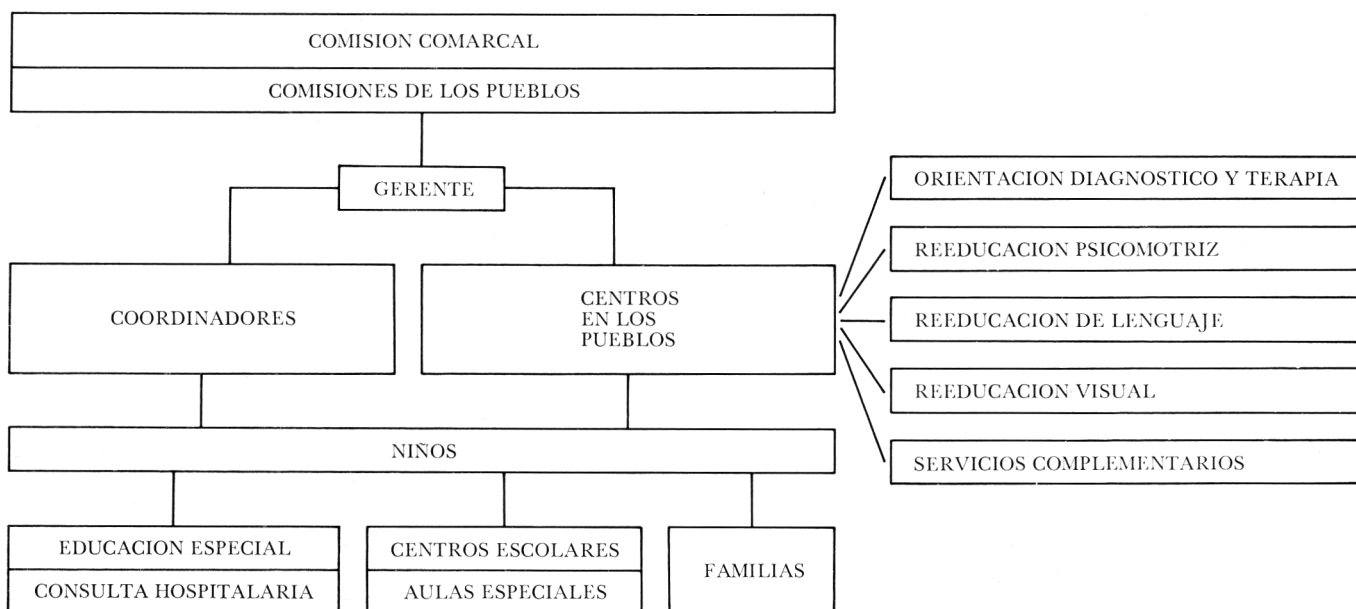 COMISION COMARCAL
COMISIONES DE LOS PUEBLOS
GERENTE
COORDINADORES
CENTROS
EN LOS
PUEBLOS
ORIENTACION DIAGNOSTICO Y TERAPIA
REEDUCACION PSICOMOTRIZ
REEDUCACION DE LENGUAJE
REEDUCACION VISUAL
SERVICIOS COMPLEMENTARIOS
NIÑOS
EDUCACION ESPECIAL
CONSULTA HOSPITALARIA
CENTROS ESCOLARES
AULAS ESPECIALES
FAMILIAS